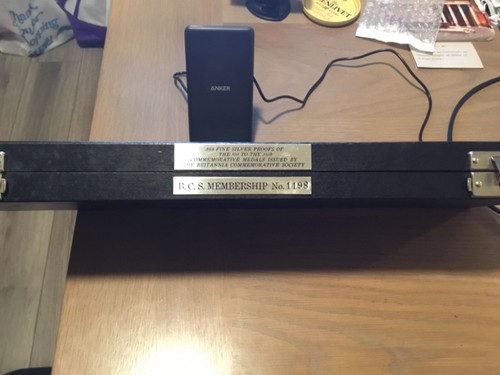 ENLIVET
ANKER
FINE SILVER PROOFS OF
THE TO THE
COMMEMORATIVE MEDALS ISSUED BY
THE BRITANNIA COMMEMORATIVE SOCIETY
B. C. S. MEMBERSHIP No. 1198